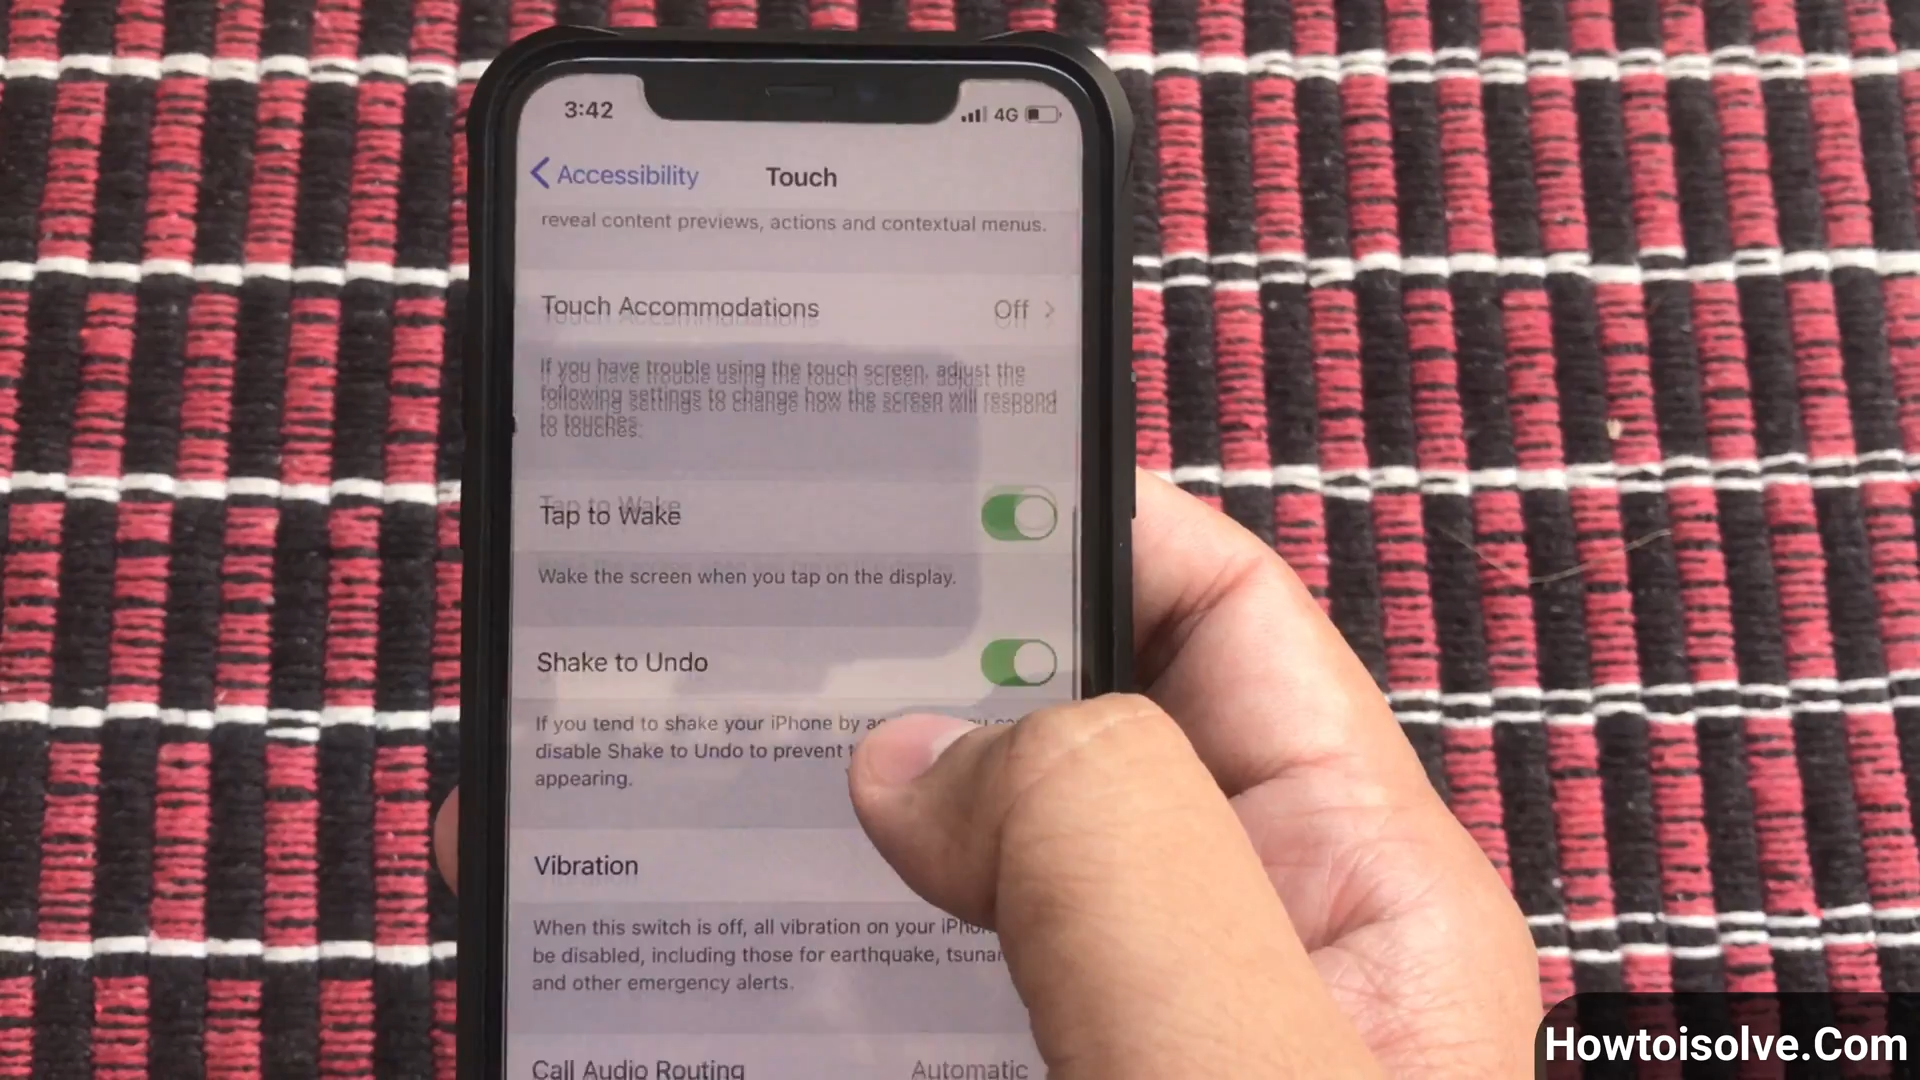 3:42
4G
Accessibility
Touch
reveal content previews, actions and contextual menus.
Touch Accommodations
Off
If you have trouble using the touch screen, adjust the
following settings to change how the screen will respond
to touches.
Tap to Wake
Wake the screen when you tap on the display.
Shake to Undo
If you tend to shake your iPhone by
disable Shake to Undo to prevent
appearing.
Vibration
When this switch is off, all vibration on your
be disabled, including those for earthquake,
and other emergency alerts.
Call Audio Routing
Automatic
Howtoisolve.Com